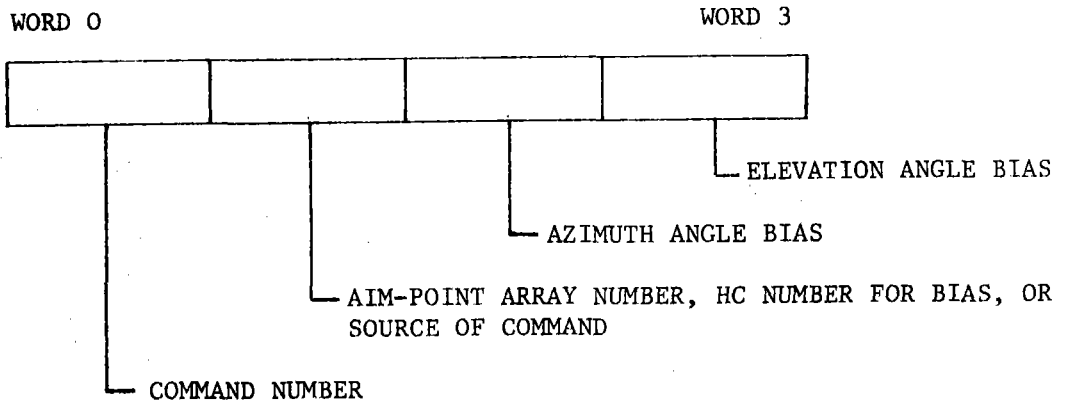 WORD 0
WORD 3
ELEVATION ANGLE BIAS
AZIMUTH ANGLE BIAS
AIM-POINT ARRAY NUMBER, HC NUMBER FOR BIAS, OR
SOURCE OF COMMAND
COMMAND NUMBER